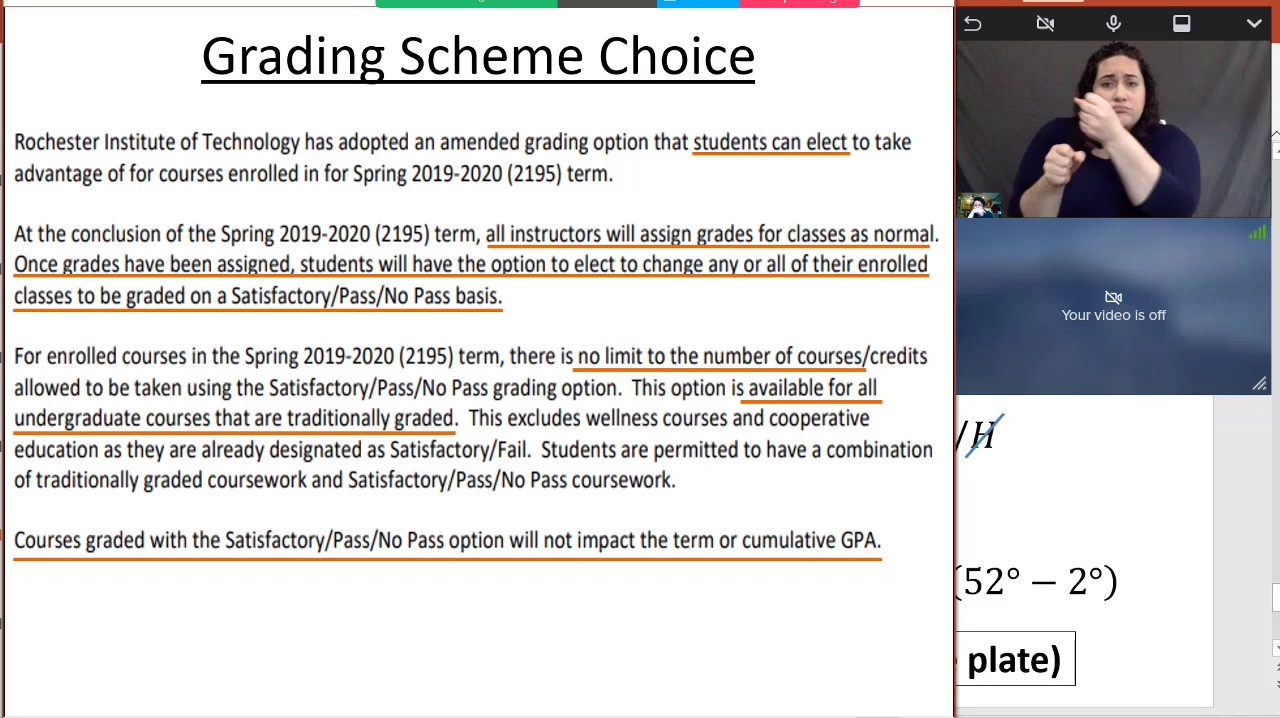 Grading Scheme Choice
Rochester Institute of Technology has adopted an amended grading option that students can elect to take
advantage of for courses enrolled in for Spring 2019-2020 (2195) term.
At the conclusion of the Spring 2019-2020 (2195) term, all instructors will assign grades for classes as normal.
Once grades have been assigned, students will have the option to elect to change any or all of their enrolled
classes to be graded on a Satisfactory/Pass/No Pass basis.
For enrolled courses in the Spring 2019-2020 (2195) term, there is no limit to the number of courses/credits
allowed to be taken using the Satisfactory/Pass/No Pass grading option. This option is available for all
undergraduate courses that are traditionally graded. This excludes wellness courses and cooperative
education as they are already designated as Satisfactory/Fail. Students are permitted to have a combination
of traditionally graded coursework and Satisfactory/Pass/No Pass coursework.
Courses graded with the Satisfactory/Pass/No Pass option will not impact the term or cumulative GPA.
Your video is off
/H
(52° − 2°)
plate)